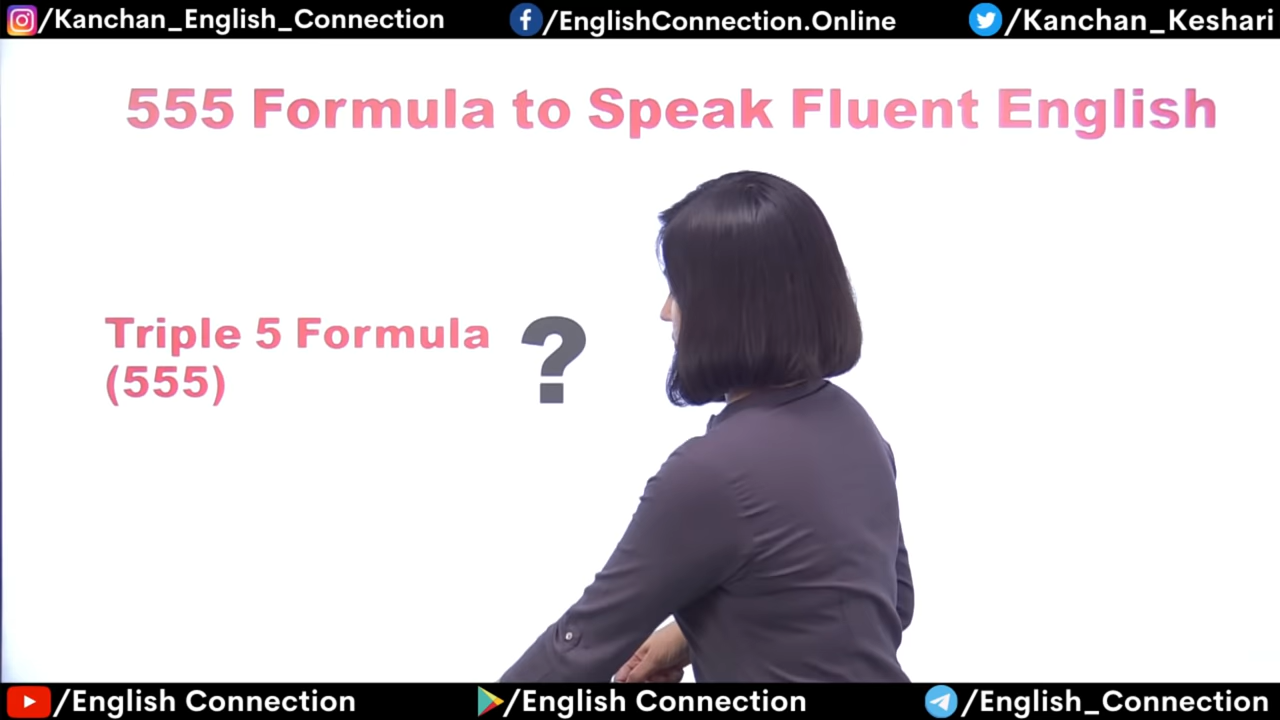 /Kanchan_English_Connection
/EnglishConnection.Online
/Kanchan_Keshari
555 Formula to Speak Fluent English
Triple 5 Formula
(555)
?
/English Connection
/English Connection
/English_Connection